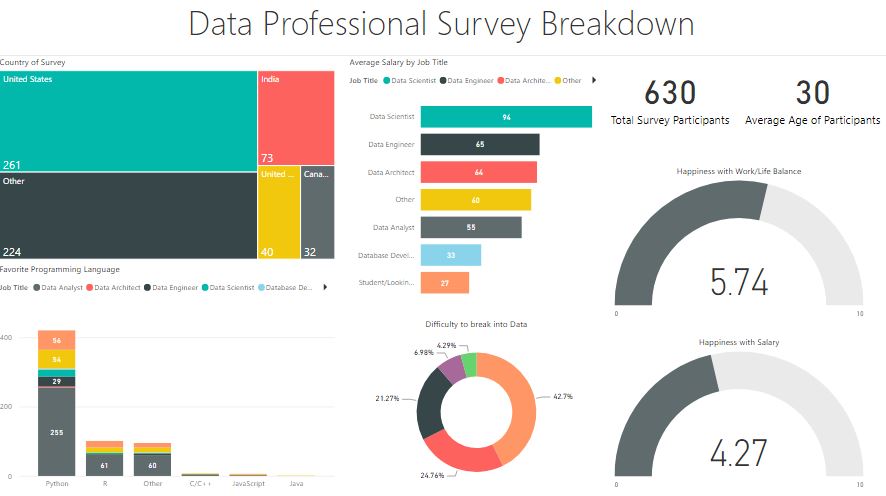 Data Professional Survey Breakdown
Country of Survey
United States
261
India
73
Other
224
United ...
40
Cana...
32
Average Salary by Job Title
Job Title Data Scientist Data Engineer Data Archite... Other
Data Scientist 94
Data Engineer 65
Data Architect 64
Other 60
Data Analyst 55
Database Devel... 33
Student/Lookin... 27
630
Total Survey Participants
30
Average Age of Participants
Happiness with Work/Life Balance
5.74
0 10
Favorite Programming Language
Job Title Data Analyst Data Architect Data Engineer Data Scientist Database De...
400
200
0
56
54
29
255
61
60
Python R Other C/C++ JavaScript Java
Difficulty to break into Data
4.29%
6.98%
21.27%
42.7%
24.76%
Happiness with Salary
4.27
0 10